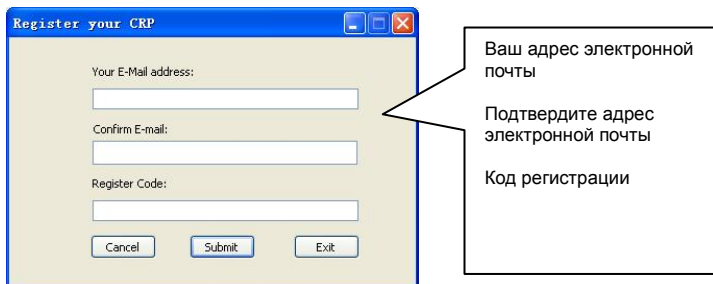 Register your CRP
Your E-Mail address:
Confirm E-mail:
Register Code:
Cancel Submit Exit
Ваш адрес электронной
почты
Подтвердите адрес
электронной почты
Код регистрации